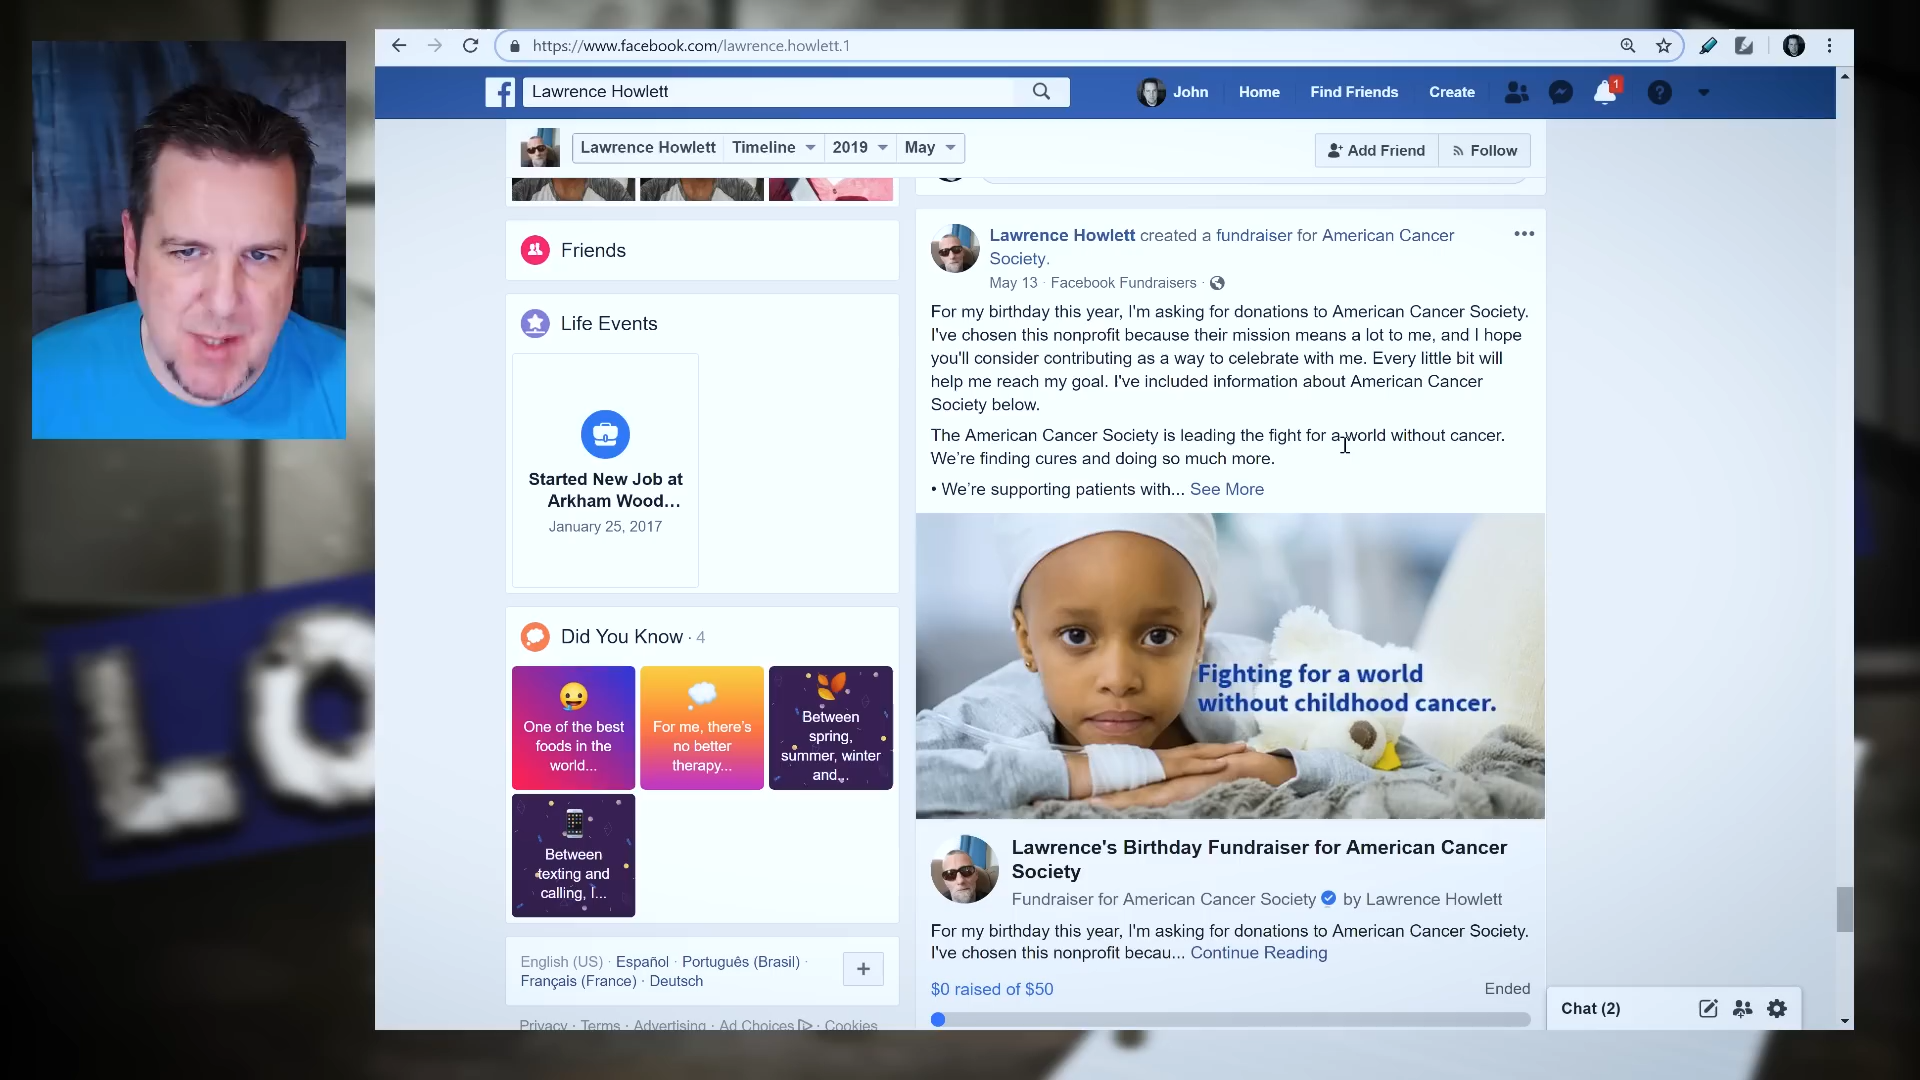 https://www.facebook.com/lawrence.howlett.1
Lawrence Howlett
John
Home
Find Friends
Create
1
Lawrence Howlett
Timeline
2019
May
Add Friend
Follow
Friends
Life Events
Started New Job at
Arkham Wood...
January 25, 2017
Did You Know · 4
One of the best
foods in the
world...
For me, there's
no better
therapy...
Between
spring,
summer, winter
and...
Between
texting and
calling, I...
English (US) · Español · Português (Brasil) ·
Français (France) · Deutsch
Privacy · Terms · Advertising · Ad Choices · Cookies
Lawrence Howlett created a fundraiser for American Cancer
Society.
May 13 · Facebook Fundraisers ·
For my birthday this year, I'm asking for donations to American Cancer Society.
I've chosen this nonprofit because their mission means a lot to me, and I hope
you'll consider contributing as a way to celebrate with me. Every little bit will
help me reach my goal. I've included information about American Cancer
Society below.
The American Cancer Society is leading the fight for a world without cancer.
We're finding cures and doing so much more.
• We're supporting patients with... See More
Fighting for a world
without childhood cancer.
Lawrence's Birthday Fundraiser for American Cancer
Society
Fundraiser for American Cancer Society by Lawrence Howlett
For my birthday this year, I'm asking for donations to American Cancer Society.
I've chosen this nonprofit becau... Continue Reading
$0 raised of $50
Ended
Chat (2)
LO